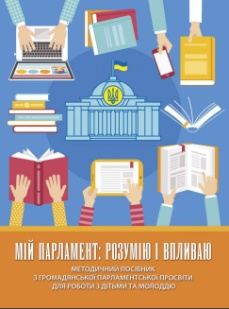 МІЙ ПАРЛАМЕНТ: РОЗУМІЮ І ВПЛИВАЮ
МЕТОДИЧНИЙ ПОСІБНИК
З ГРОМАДЯНСЬКОЇ ПАРЛАМЕНТСЬКОЇ ПРОСВІТИ
ДЛЯ РОБОТИ З ДІТЬМИ ТА МОЛОДДЮ